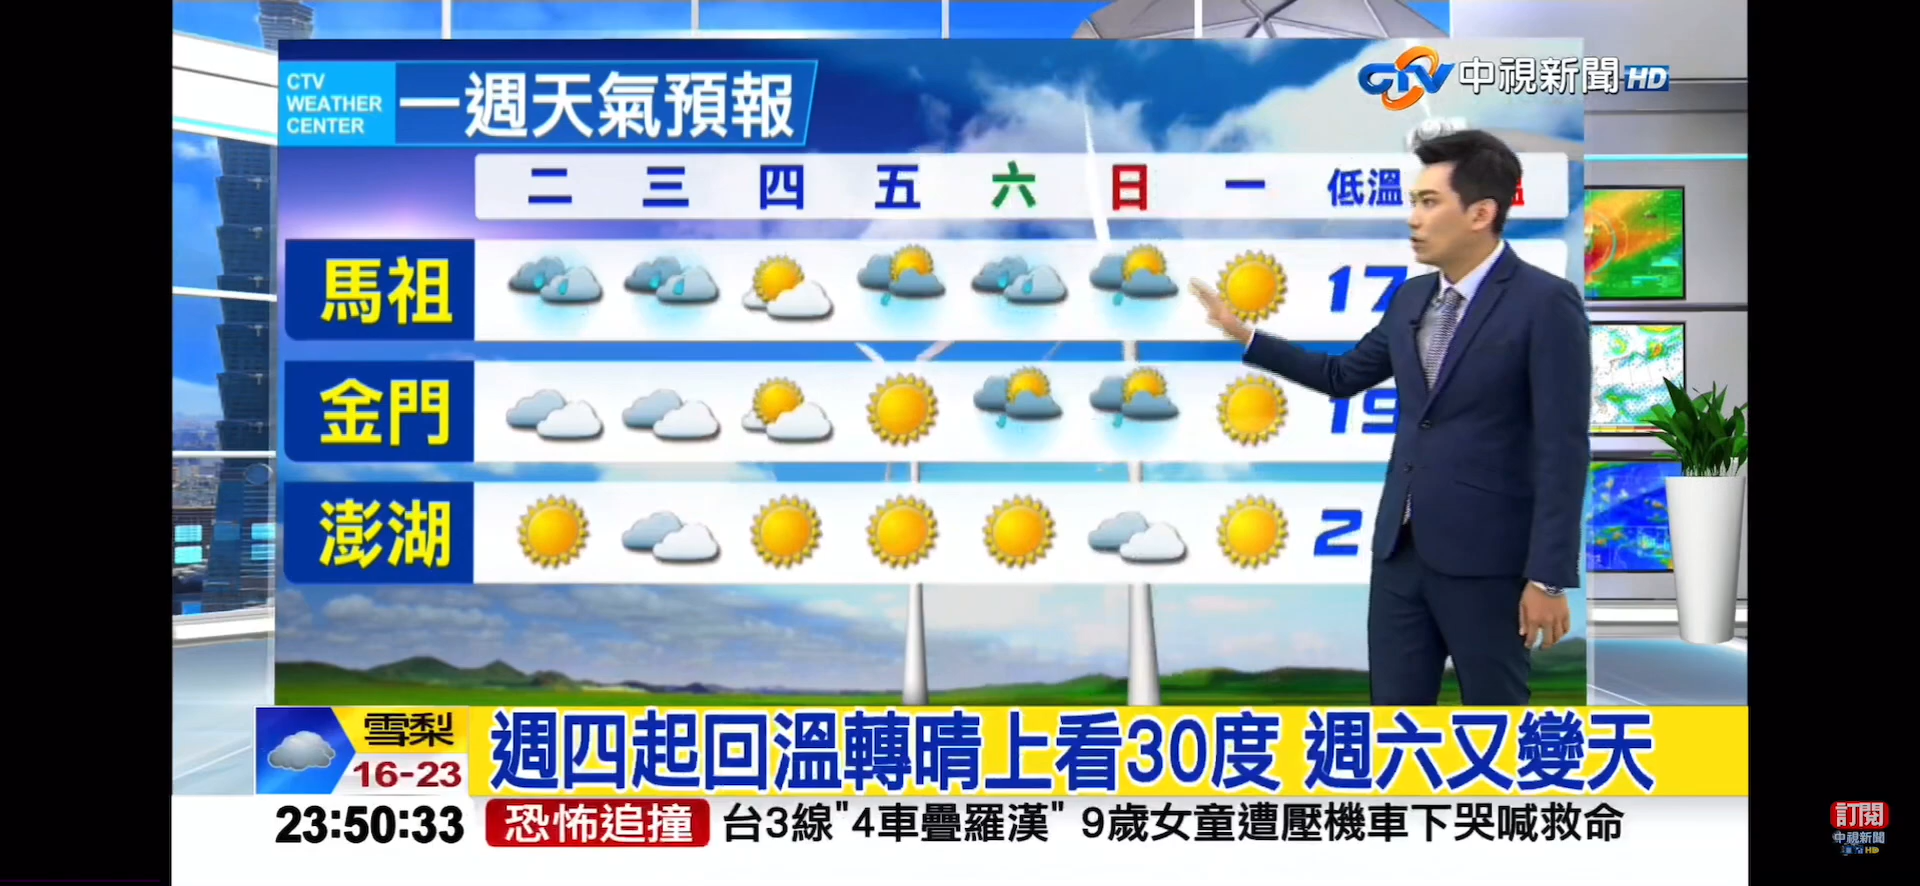 CTV
WEATHER
CENTER
一週天氣預報
CTV 中視新聞HD
二 三 四 五 六 日 一 低溫
馬祖 17
金門 19
澎湖 2
雪梨
16-23
週四起回溫轉晴上看30度 週六又變天
23:50:33
恐怖追撞 台3線"4車疊羅漢" 9歲女童遭壓機車下哭喊救命
訂閱
中視新聞
HD